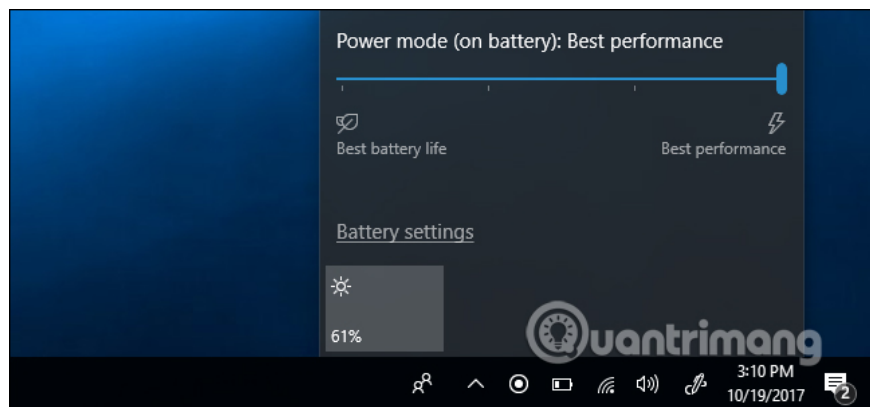 Power mode (on battery): Best performance
Best battery life
Best performance
Battery settings
61%
Quantrimang
3:10 PM
10/19/2017
2